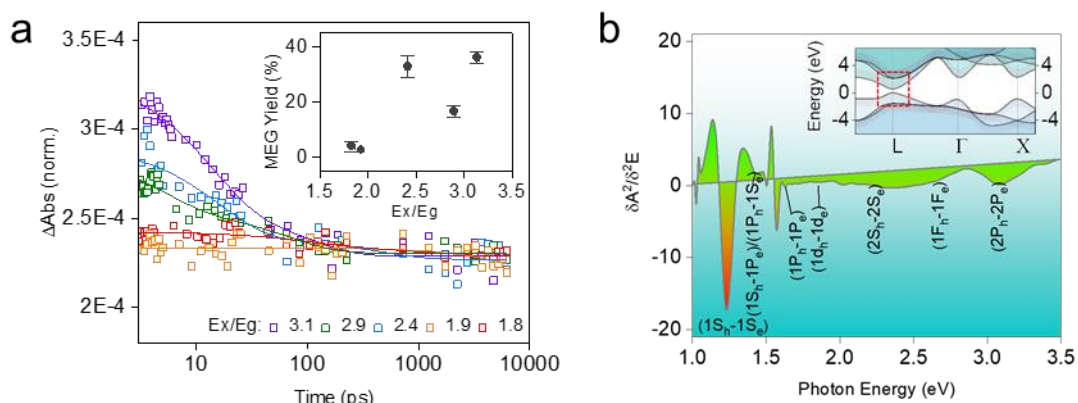 a
3.5E-4
3E-4
2.5E-4
2E-4
ΔAbs (norm.)
10
100
1000
10000
Time (ps)
Ex/Eg:
3.1
2.9
2.4
1.9
1.8
MEG Yield (%)
40
20
0
1.5
2.0
2.5
3.0
3.5
Ex/Eg
b
20
10
0
-10
-20
δA²/δ²E
1.0
1.5
2.0
2.5
3.0
3.5
Photon Energy (eV)
(1Sₕ-1Sₑ)
(1Sₕ-1Pₑ)/(1Pₕ-1Sₑ)
(1Pₕ-1Pₑ)
(1dₕ-1dₑ)
(2Sₕ-2Sₑ)
(1Fₕ-1Fₑ)
(2Pₕ-2Pₑ)
Energy (eV)
4
0
-4
4
0
-4
L
Γ
X